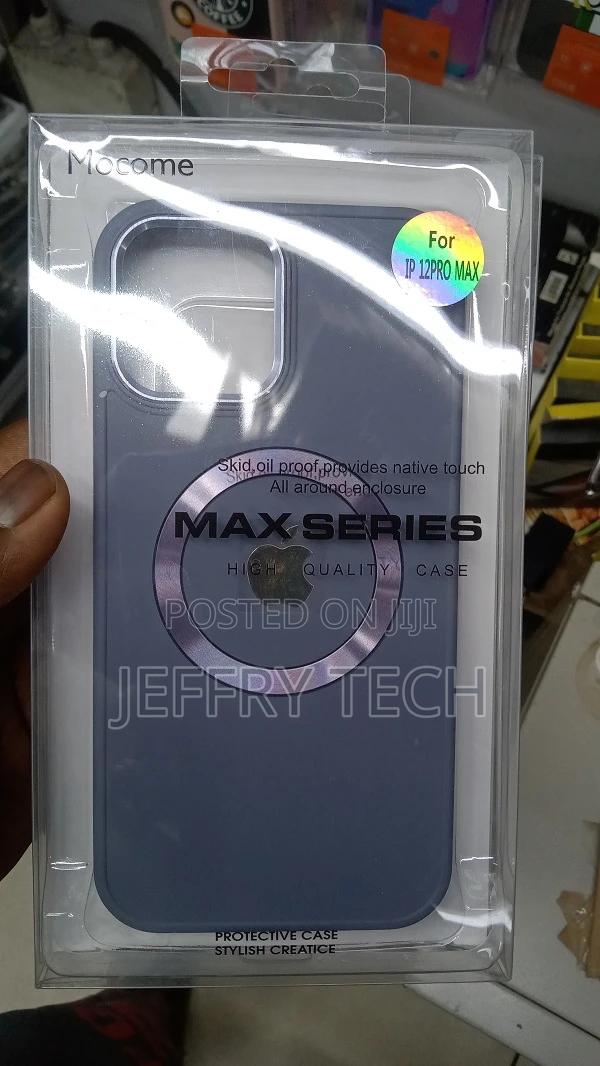 COFFEE
Mocome
For
IP 12PRO MAX
Skid,oil proof,provides native touch
All around enclosure
MAX SERIES
HIGH QUALITY CASE
POSTED ON JIJI
JEFFRY TECH
PROTECTIVE CASE
STYLISH CREATICE